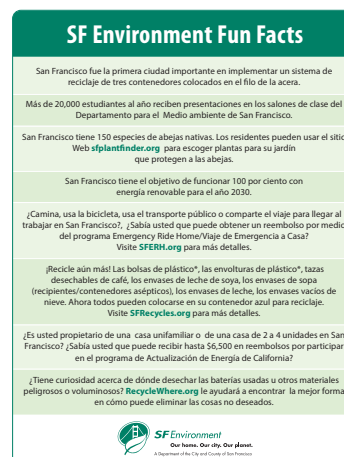 SF Environment Fun Facts
San Francisco fue la primera ciudad importante en implementar un sistema de
reciclaje de tres contenedores colocados en el filo de la acera.
Más de 20,000 estudiantes al año reciben presentaciones en los salones de clase del
Departamento para el Medio ambiente de San Francisco.
San Francisco tiene 150 especies de abejas nativas. Los residentes pueden usar el sitio
Web sfplantfinder.org para escoger plantas para su jardín
que protegen a las abejas.
San Francisco tiene el objetivo de funcionar 100 por ciento con
energía renovable para el año 2030.
¿Camina, usa la bicicleta, usa el transporte público o comparte el viaje para llegar al
trabajar en San Francisco?, ¿Sabía usted que puede obtener un reembolso por medio
del programa Emergency Ride Home/Viaje de Emergencia a Casa?
Visite SFERH.org para más detalles.
¡Recicle aún más! Las bolsas de plástico*, las envolturas de plástico*, tazas
desechables de café, los envases de leche de soya, los envases de sopa
(recipientes/contenedores asépticos), los envases de leche, los envases vacíos de
nieve. Ahora todos pueden colocarse en su contenedor azul para reciclaje.
Visite SFRecycles.org para más detalles.
¿Es usted propietario de una casa unifamiliar o de una casa de 2 a 4 unidades en San
Francisco? ¿Sabía usted que puede recibir hasta $6,500 en reembolsos por participar
en el programa de Actualización de Energía de California?
¿Tiene curiosidad acerca de dónde desechar las baterías usadas u otros materiales
peligrosos o voluminosos? RecycleWhere.org le ayudará a encontrar la mejor forma
en cómo puede eliminar las cosas no deseados.
SF Environment
Our home. Our city. Our planet.
A Department of the City and County of San Francisco